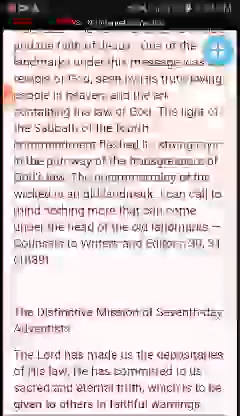 and the faith of Jesus. One of the
landmarks under this message was
temple of God, seen by His truth-loving
people in heaven, and the ark
containing the law of God. The light of
the Sabbath of the fourth
commandment flashed its strong rays
in the pathway of the transgressors of
God's law. The nonimmortality of the
wicked is an old landmark. I can call to
mind nothing more that can come
under the head of the old landmarks.—
Counsels to Writers and Editors 30, 31
(1889)
The Distinctive Mission of Seventh-day
Adventists
The Lord has made us the depositaries
of His law; He has committed to us
sacred and eternal truth, which is to be
given to others in faithful warnings